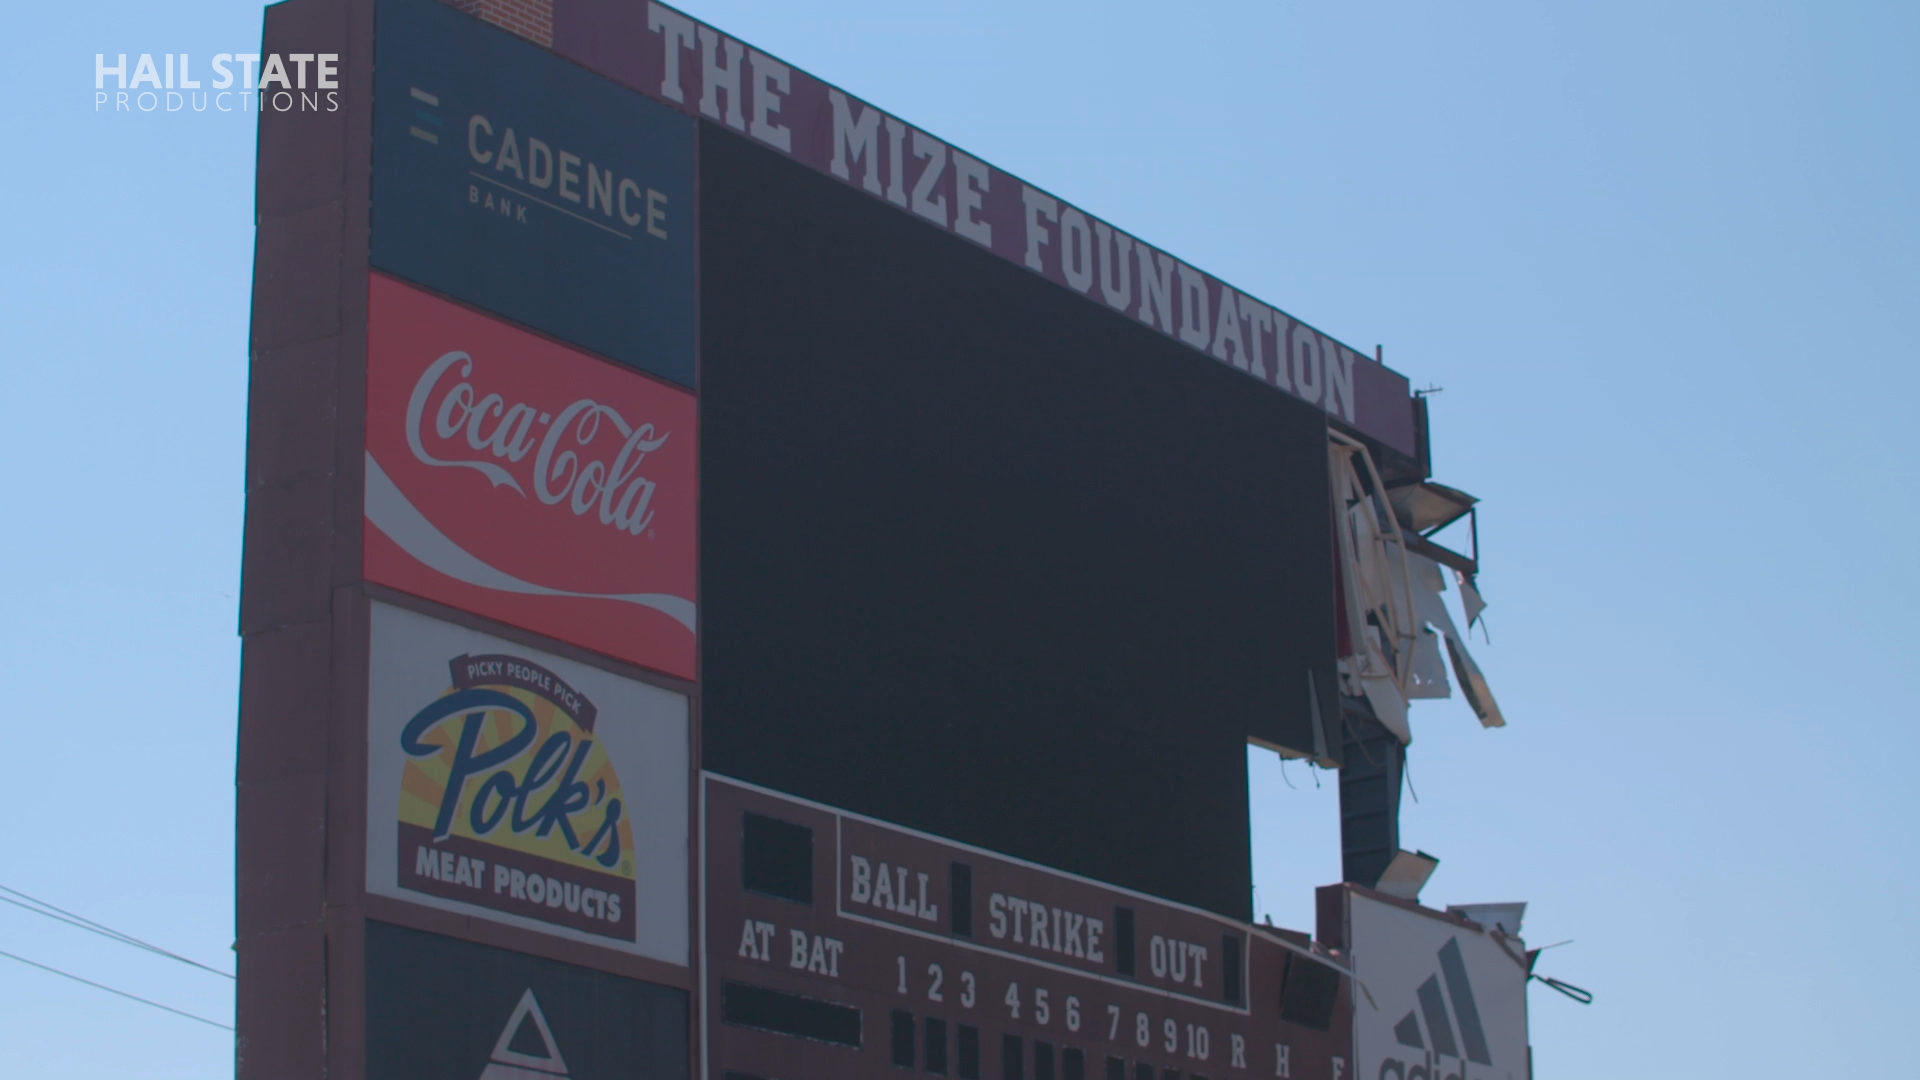 HAIL STATE
PRODUCTIONS
THE MIZE FOUNDATION
CADENCE
BANK
Coca-Cola
PICKY PEOPLE PICK
Polk's
MEAT PRODUCTS
BALL STRIKE OUT
AT BAT
1 2 3 4 5 6 7 8 9 10 R H E
adidas